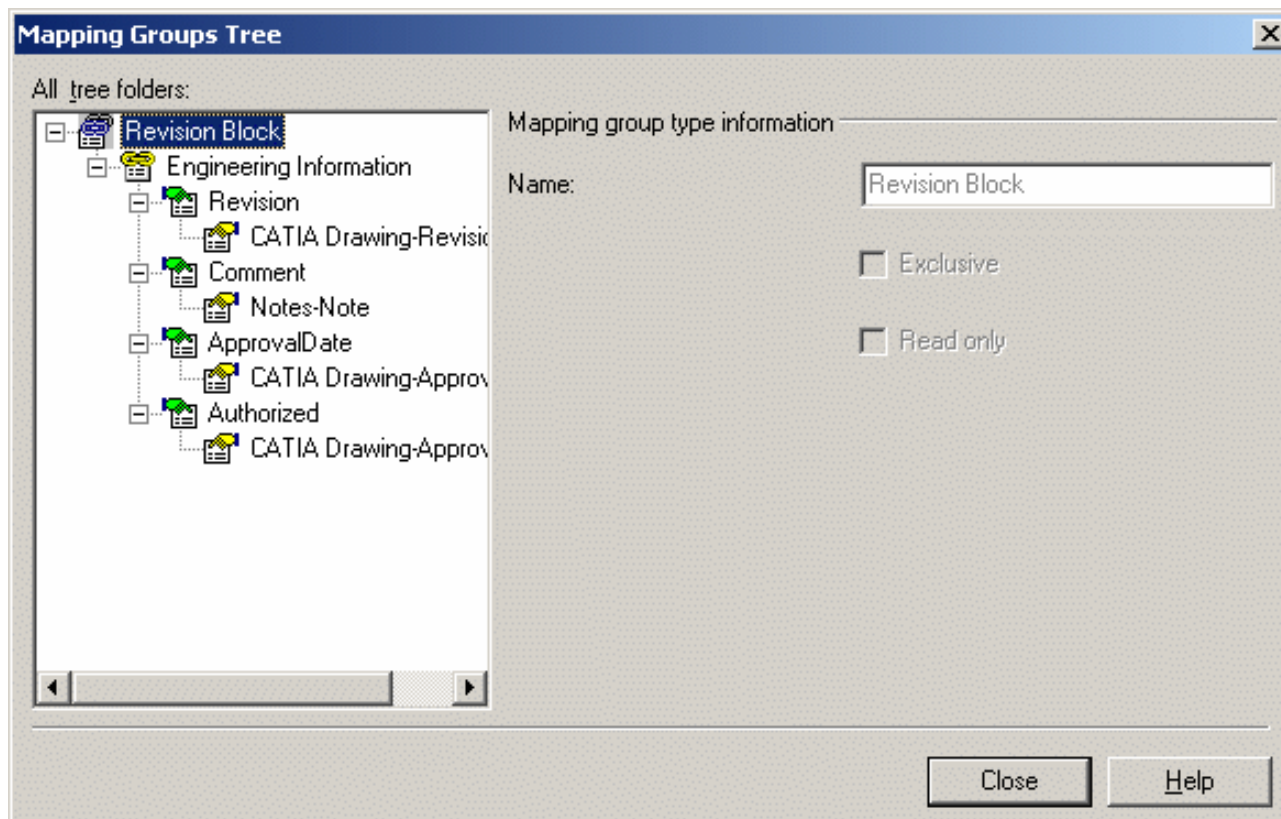 Mapping Groups Tree
All tree folders:
Revision Block
Engineering Information
Revision
CATIA Drawing-Revisi
Comment
Notes-Note
ApprovalDate
CATIA Drawing-Approv
Authorized
CATIA Drawing-Approv
Mapping group type information
Name:
Revision Block
Exclusive
Read only
Close
Help